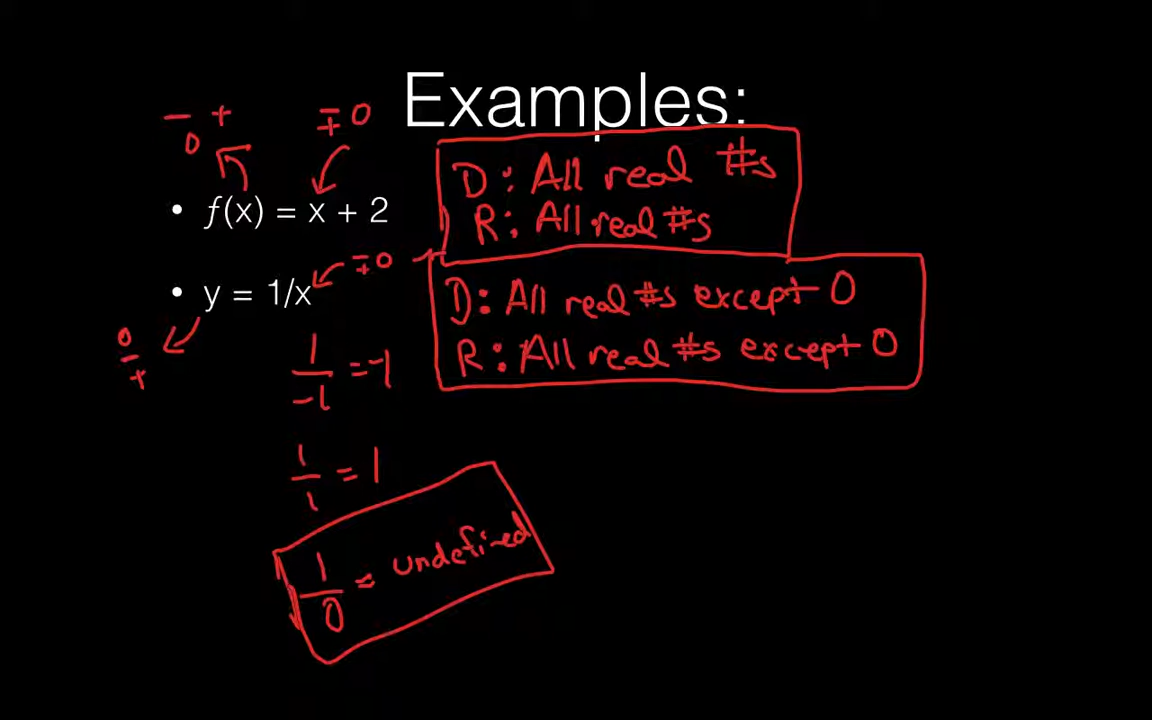 Examples:
− 0 +
∓ 0
• f(x) = x + 2
D: All real #s
R: All real #s
• y = 1/x
∓ 0
D: All real #s except 0
R: All real #s except 0
0
−
+
1/-1 = -1
1/1 = 1
1/0 = undefined